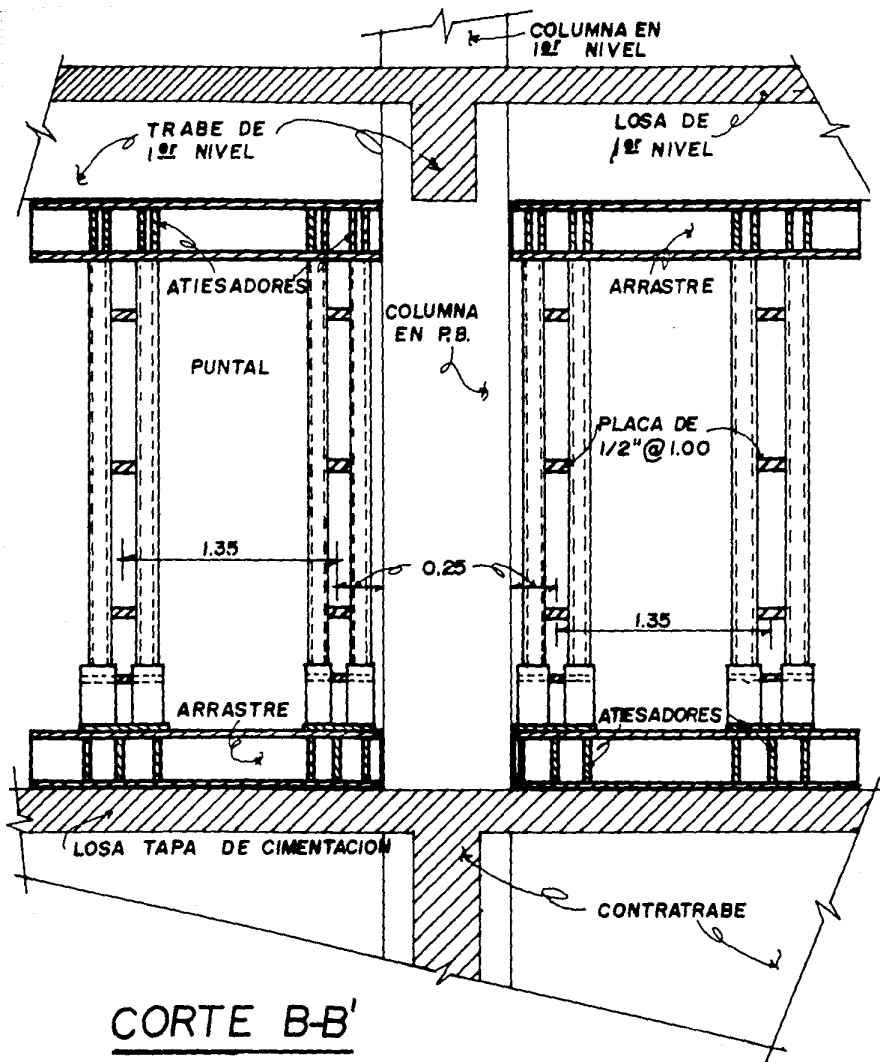 COLUMNA EN
1er NIVEL
TRABE DE
1er NIVEL
LOSA DE
1er NIVEL
ATIESADORES
ARRASTRE
COLUMNA
EN P.B.
PUNTAL
PLACA DE
1/2"@1.00
1.35
0.25
1.35
ARRASTRE
ATIESADORES
LOSA TAPA DE CIMENTACION
CONTRATRABE
CORTE B-B'